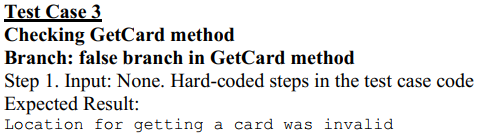 Test Case 3
Checking GetCard method
Branch: false branch in GetCard method
Step 1. Input: None. Hard-coded steps in the test case code
Expected Result:
Location for getting a card was invalid